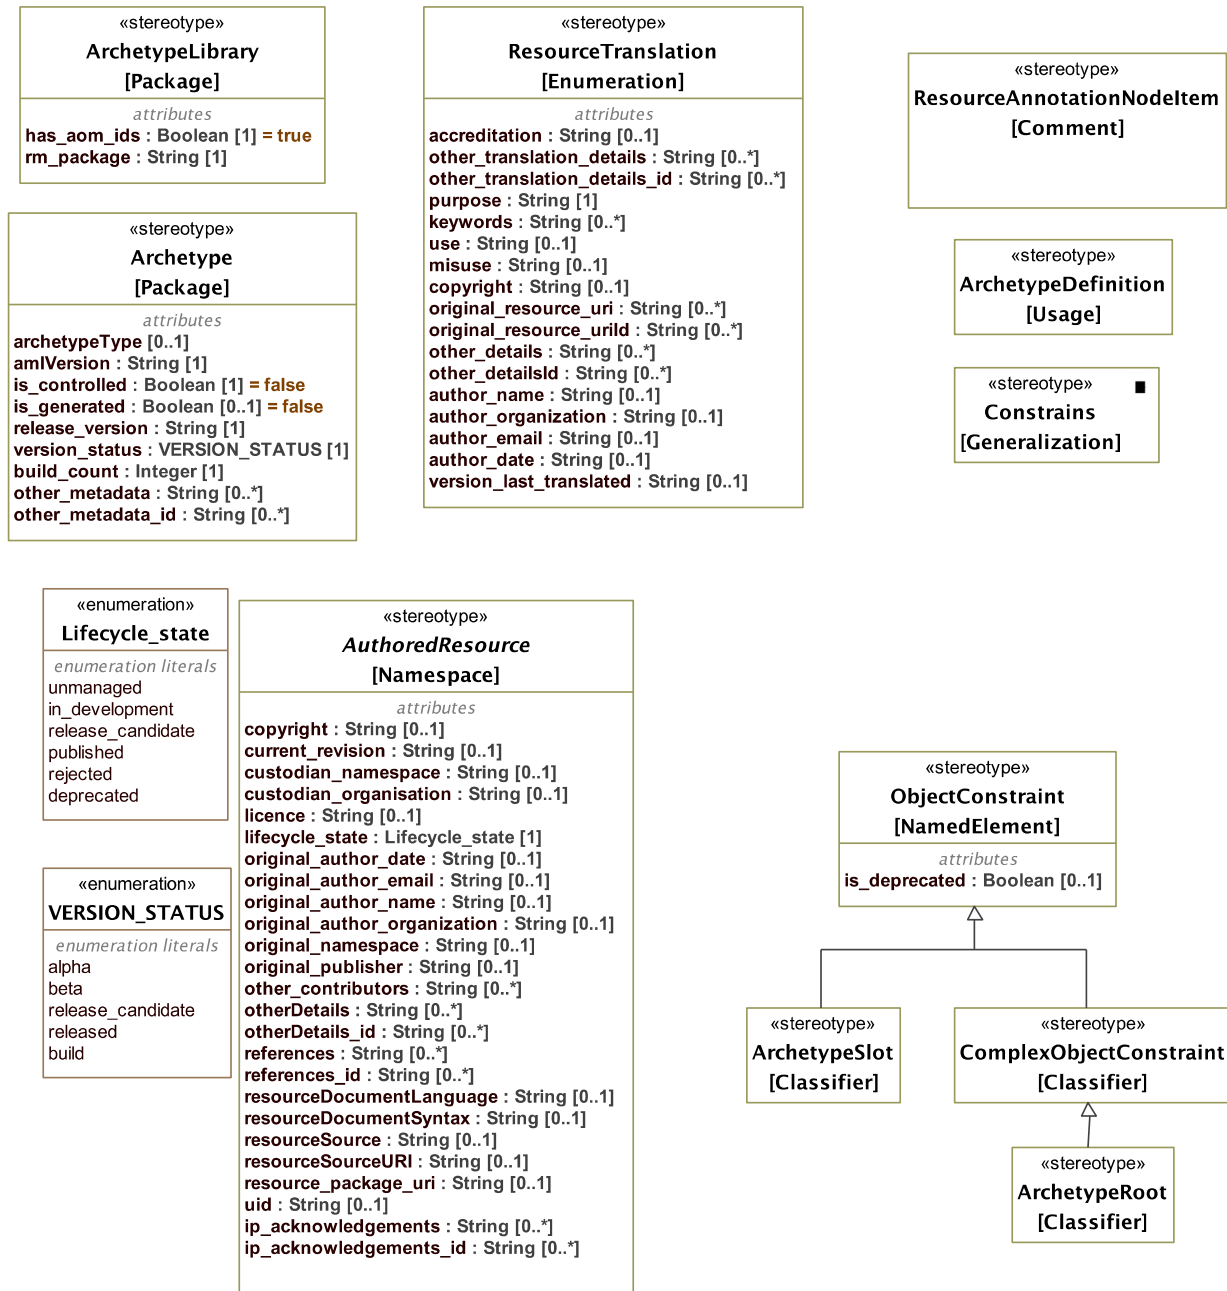 «stereotype»
ArchetypeLibrary
[Package]
attributes
has_aom_ids : Boolean [1] = true
rm_package : String [1]
«stereotype»
ResourceTranslation
[Enumeration]
attributes
accreditation : String [0..1]
other_translation_details : String [0..*]
other_translation_details_id : String [0..*]
purpose : String [1]
keywords : String [0..*]
use : String [0..1]
misuse : String [0..1]
copyright : String [0..1]
original_resource_uri : String [0..*]
original_resource_uriId : String [0..*]
other_details : String [0..*]
other_detailsId : String [0..*]
author_name : String [0..1]
author_organization : String [0..1]
author_email : String [0..1]
author_date : String [0..1]
version_last_translated : String [0..1]
«stereotype»
ResourceAnnotationNodeItem
[Comment]
«stereotype»
Archetype
[Package]
attributes
archetypeType [0..1]
amlVersion : String [1]
is_controlled : Boolean [1] = false
is_generated : Boolean [0..1] = false
release_version : String [1]
version_status : VERSION_STATUS [1]
build_count : Integer [1]
other_metadata : String [0..*]
other_metadata_id : String [0..*]
«stereotype»
ArchetypeDefinition
[Usage]
«stereotype»
Constrains
[Generalization]
«enumeration»
Lifecycle_state
enumeration literals
unmanaged
in_development
release_candidate
published
rejected
deprecated
«enumeration»
VERSION_STATUS
enumeration literals
alpha
beta
release_candidate
released
build
«stereotype»
AuthoredResource
[Namespace]
attributes
copyright : String [0..1]
current_revision : String [0..1]
custodian_namespace : String [0..1]
custodian_organisation : String [0..1]
licence : String [0..1]
lifecycle_state : Lifecycle_state [1]
original_author_date : String [0..1]
original_author_email : String [0..1]
original_author_name : String [0..1]
original_author_organization : String [0..1]
original_namespace : String [0..1]
original_publisher : String [0..1]
other_contributors : String [0..*]
otherDetails : String [0..*]
otherDetails_id : String [0..*]
references : String [0..*]
references_id : String [0..*]
resourceDocumentLanguage : String [0..1]
resourceDocumentSyntax : String [0..1]
resourceSource : String [0..1]
resourceSourceURI : String [0..1]
resource_package_uri : String [0..1]
uid : String [0..1]
ip_acknowledgements : String [0..*]
ip_acknowledgements_id : String [0..*]
«stereotype»
ObjectConstraint
[NamedElement]
attributes
is_deprecated : Boolean [0..1]
«stereotype»
ArchetypeSlot
[Classifier]
«stereotype»
ComplexObjectConstraint
[Classifier]
«stereotype»
ArchetypeRoot
[Classifier]